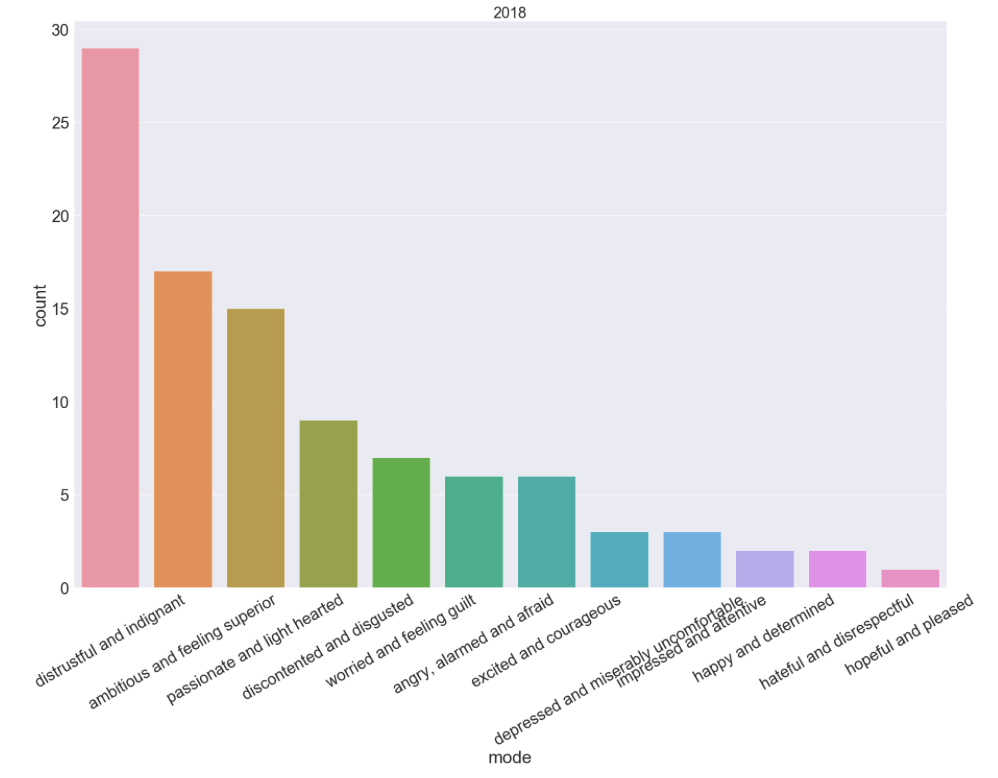 2018
30
25
20
15
10
5
0
count
distrustful and indignant
ambitious and feeling superior
passionate and light hearted
discontented and disgusted
worried and feeling guilt
angry, alarmed and afraid
excited and courageous
depressed and miserably uncomfortable
impressed and attentive
happy and determined
hateful and disrespectful
hopeful and pleased
mode